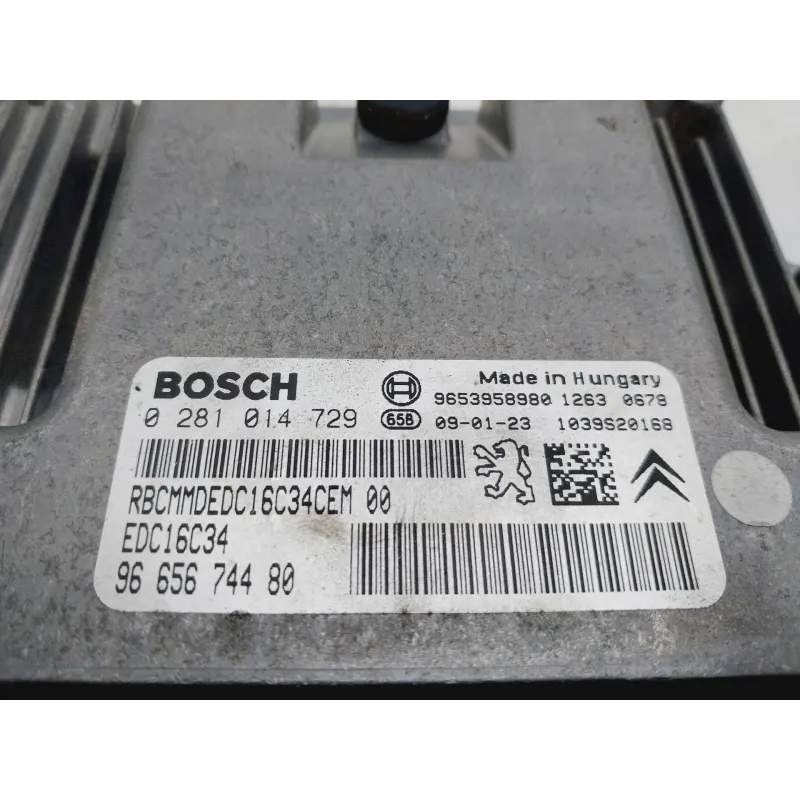 BOSCH
Made in Hungary
9653958980 1263 0678
0 281 014 729
65B
09-01-23 1039S20168
RBCMMDEDC16C34CEM 00
EDC16C34
96 656 744 80